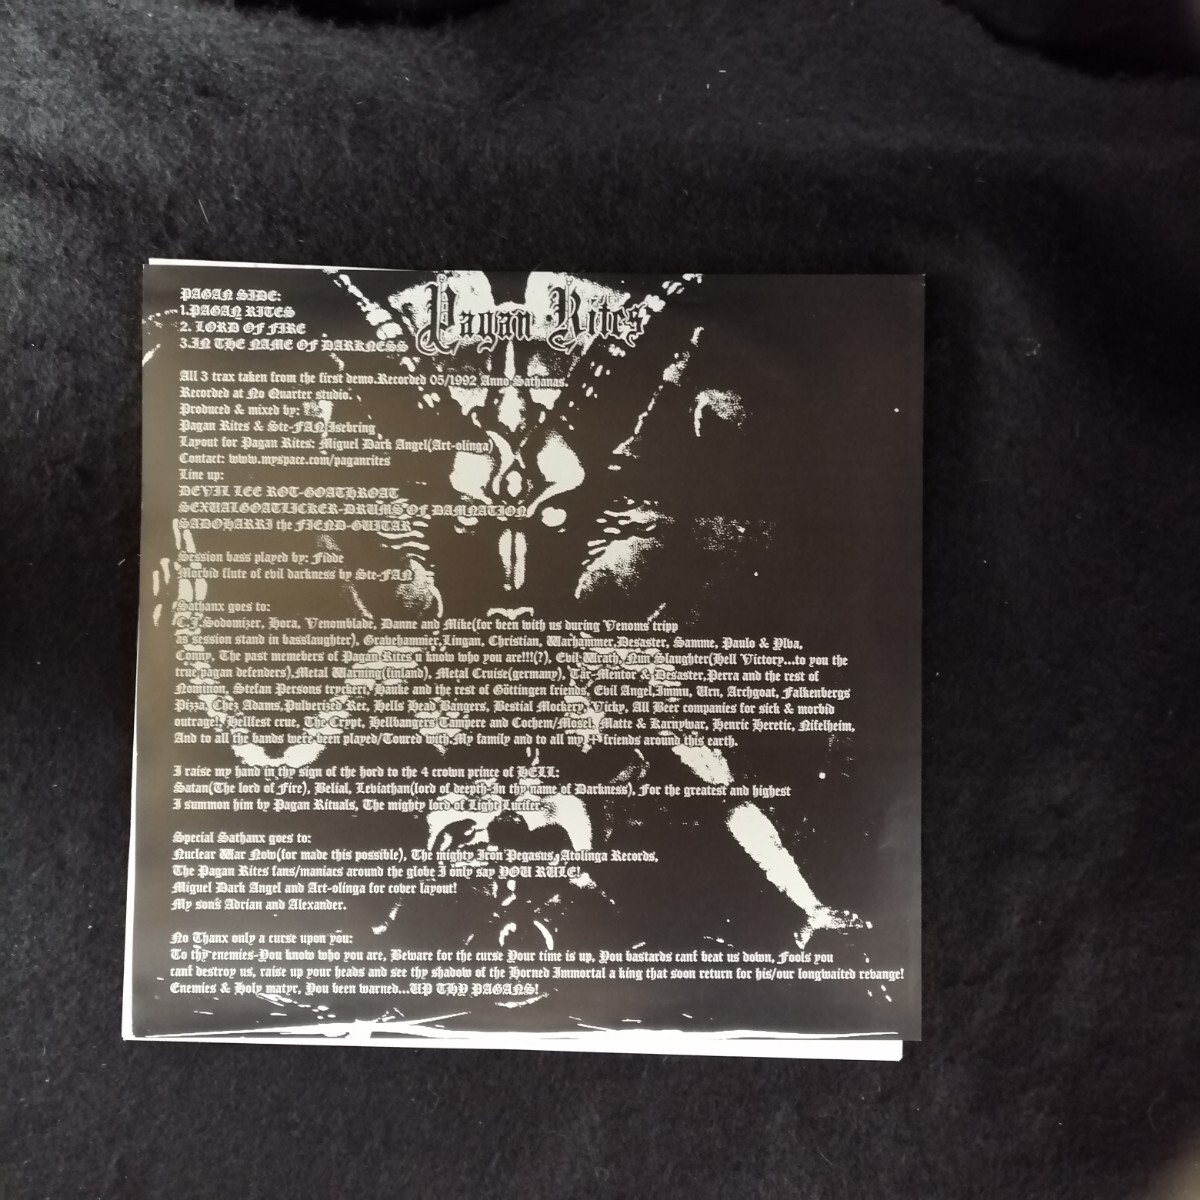 Pagan Rites
PAGAN SIDE:
1.PAGAN RITES
2. LORD OF FIRE
3.IN THE NAME OF DARKNESS
All 3 trax taken from the first demo.Recorded 05/1992 Anno Sathanas.
Recorded at No Quarter studio.
Produced & mixed by:
Pagan Rites & Ste-FAN Isebring
Layout for Pagan Rites: Miguel Dark Angel(Art-olinga)
Contact: www.myspace.com/paganrites
Line up:
DEVIL LEE ROT-GOATHROAT
SEXUALGOATLICKER-DRUMS OF DAMNATION
SADOHARRI the FIEND-GUITAR
Session bass played by: Fidde
Morbid flute of evil darkness by Ste-FAN
Sathanx goes to:
C.J.Sodomizer, Hora, Venomblade, Danne and Mike(for been with us during Venoms tripp
as session stand in basslaughter), Gravehammer,Lingan, Christian, Warhammer,Desaster, Samme, Paulo & Ylva,
Conny, The past memebers of Pagan Rites u know who you are!!!(?), Evil Wrath, Nun Slaughter(Hell Victory...to you the
true pagan defenders),Metal Warning(finland), Metal Cruise(germany), Tar-Mentor & Desaster,Perra and the rest of
Nominon, Stefan Persons tryckeri, Hauke and the rest of Göttingen friends, Evil Angel,Immu, Urn, Archgoat, Falkenbergs
Pizza, Chez Adams,Pulverized Rec, Hells Head Bangers, Bestial Mockery, Vicky, All Beer companies for sick & morbid
outrage!, Hellfest crue, The Crypt, Hellbangers Tampere and Cochem/Mosel, Matte & Karnywar, Henric Heretic, Nifelheim,
And to all the bands were been played/Toured with.My family and to all my friends around this earth.
I raise my hand in thy sign of the hord to the 4 crown prince of HELL:
Satan(The lord of Fire), Belial, Leviathan(lord of deepth-In thy name of Darkness), For the greatest and highest
I summon him by Pagan Rituals, The mighty lord of Light Lucifer-
Special Sathanx goes to:
Nuclear War Now(for made this possible), The mighty Iron Pegasus, Atolinga Records,
The Pagan Rites fans/maniacs around the globe I only say YOU RULE!
Miguel Dark Angel and Art-olinga for cover layout!
My sons Adrian and Alexander.
No Thanx only a curse upon you:
To thy enemies-You know who you are, Beware for the curse Your time is up, You bastards cant beat us down, Fools you
cant destroy us, raise up your heads and see thy shadow of the Horned Immortal a king that soon return for his/our longwaited revange!
Enemies & Holy matyr, You been warned...UP THY PAGANS!